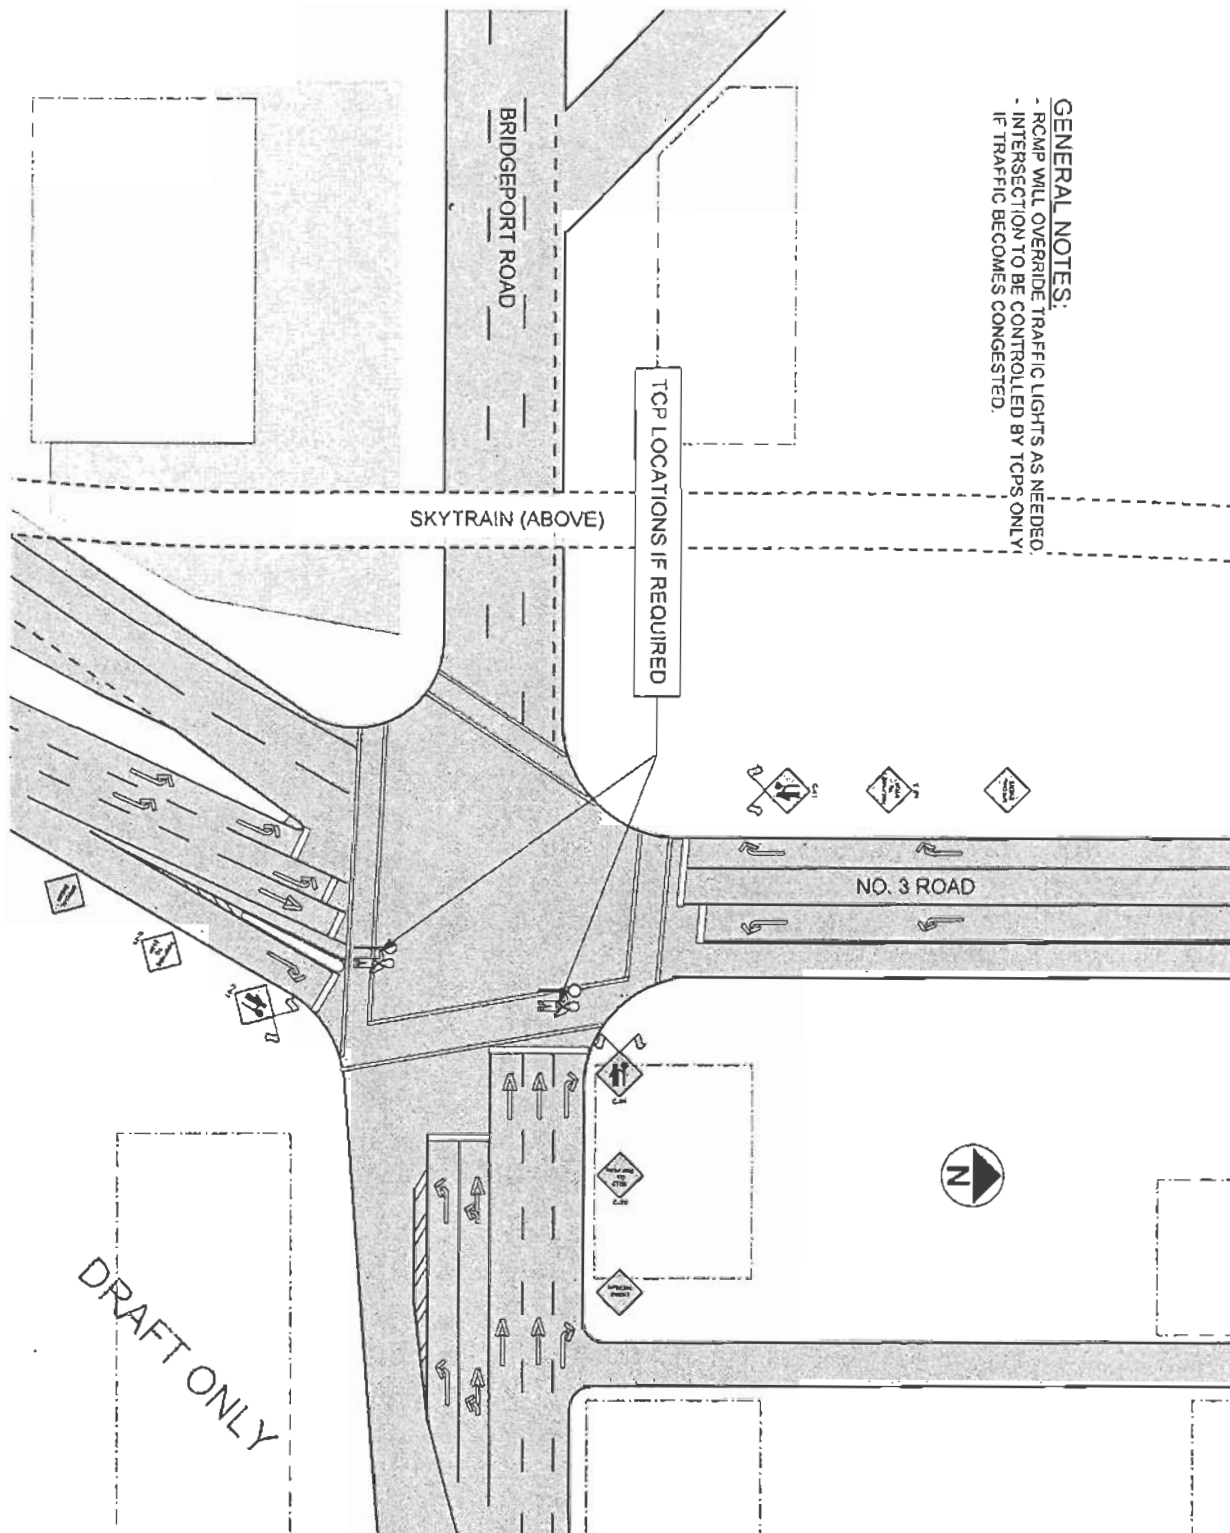 GENERAL NOTES:
- RCMP WILL OVERRIDE TRAFFIC LIGHTS AS NEEDED.
- INTERSECTION TO BE CONTROLLED BY TCPS ONLY
IF TRAFFIC BECOMES CONGESTED.
BRIDGEPORT ROAD
TCP LOCATIONS IF REQUIRED
SKYTRAIN (ABOVE)
NO. 3 ROAD
N
DRAFT ONLY